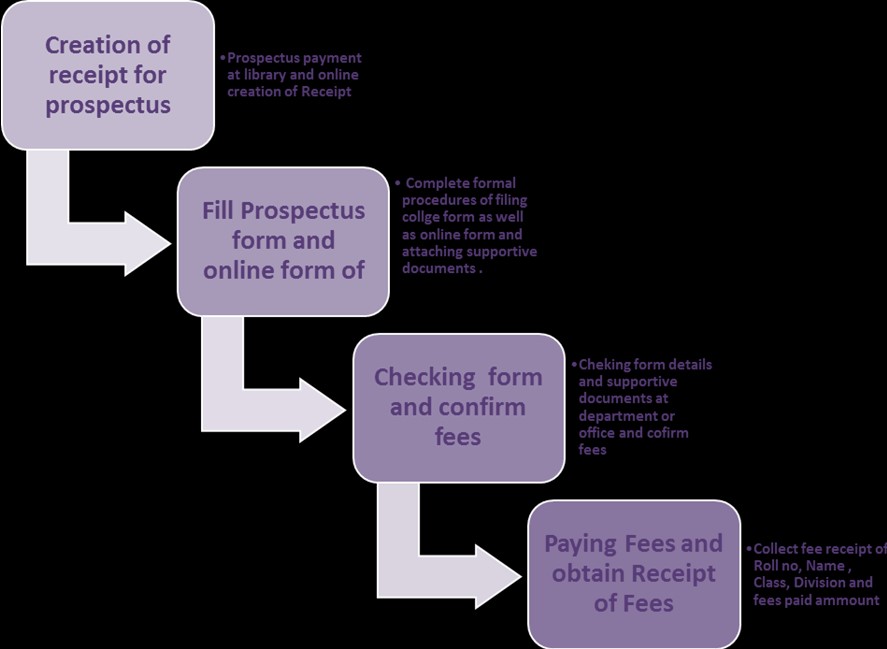 Creation of
receipt for
prospectus
•Prospectus payment
at library and online
creation of Receipt
Fill Prospectus
form and
online form of
• Complete formal
procedures of filing
collge form as well
as online form and
attaching supportive
documents .
Checking form
and confirm
fees
•Cheking form details
and supportive
documents at
department or
office and cofirm
fees
Paying Fees and
obtain Receipt
of Fees
•Collect fee receipt of
Roll no, Name ,
Class, Division and
fees paid ammount